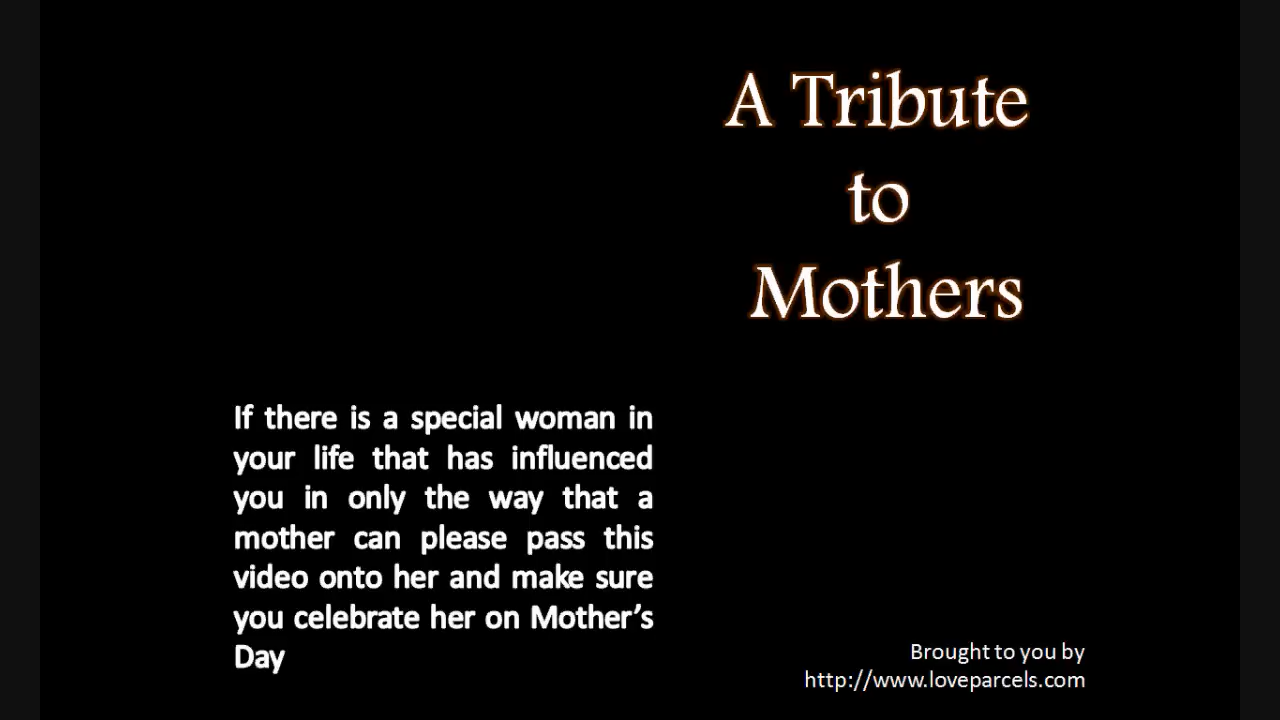 A Tribute
to
Mothers
If there is a special woman in
your life that has influenced
you in only the way that a
mother can please pass this
video onto her and make sure
you celebrate her on Mother’s
Day
Brought to you by
http://www.loveparcels.com